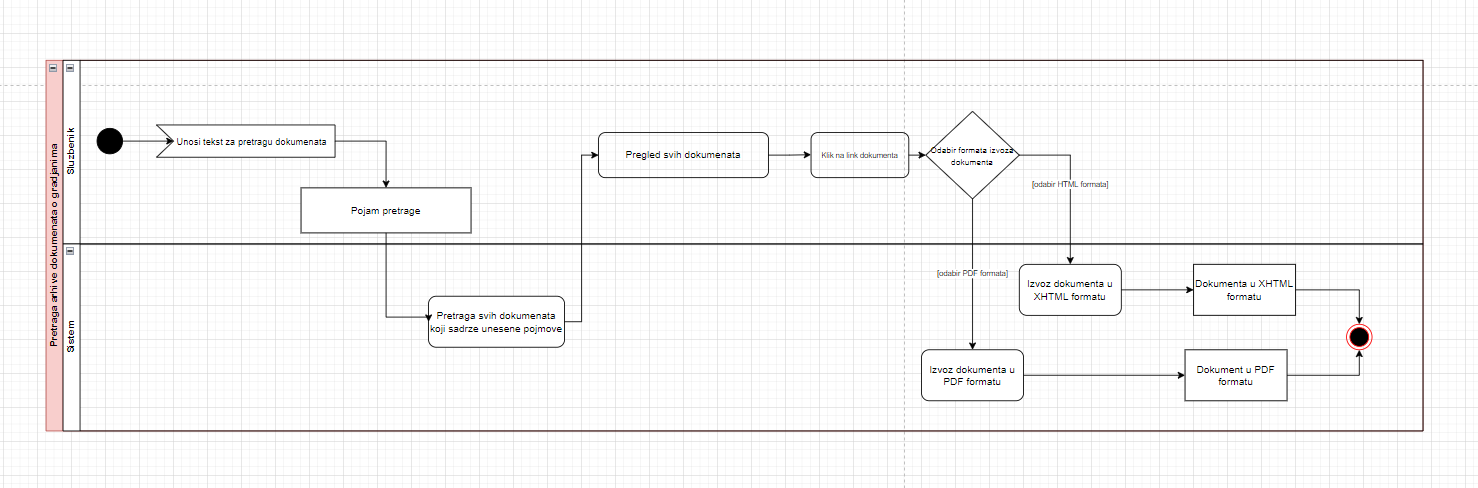 Pretraga arhive dokumenata o gradjanima
Sluzbenik
Unosi tekst za pretragu dokumenata
Pojam pretrage
Pregled svih dokumenata
Klik na link dokumenta
Odabir formata izvoza
dokumenta
[odabir HTML formata]
Sistem
Pretraga svih dokumenata
koji sadrze unesene pojmove
[odabir PDF formata]
Izvoz dokumenta u
XHTML formatu
Dokumenta u XHTML
formatu
Izvoz dokumenta u
PDF formatu
Dokument u PDF
formatu